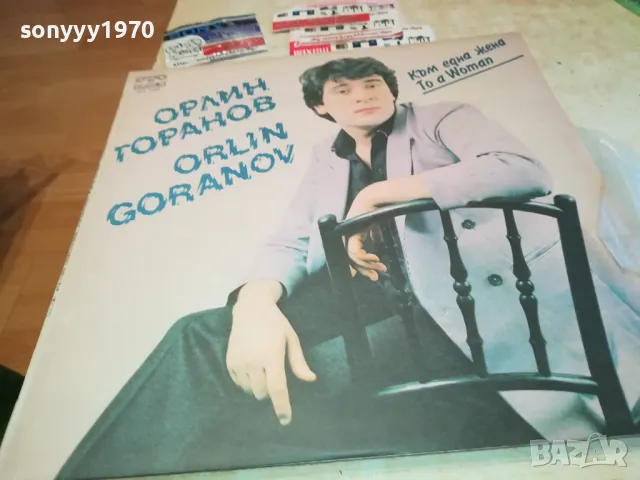 sonyyy1970
ОРЛИН
ГОРАНОВ
ORLIN
GORANOV
Към една жена
To a Woman
BAZAR